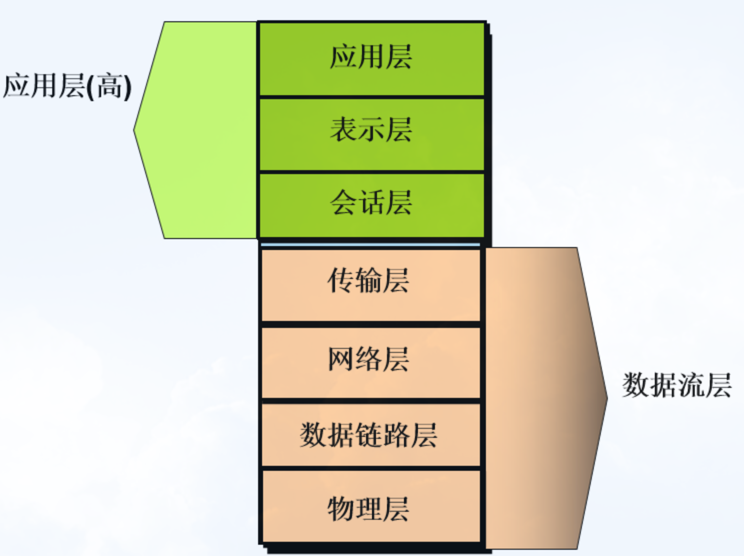 应用层
应用层(高)
表示层
会话层
传输层
网络层
数据流层
数据链路层
物理层